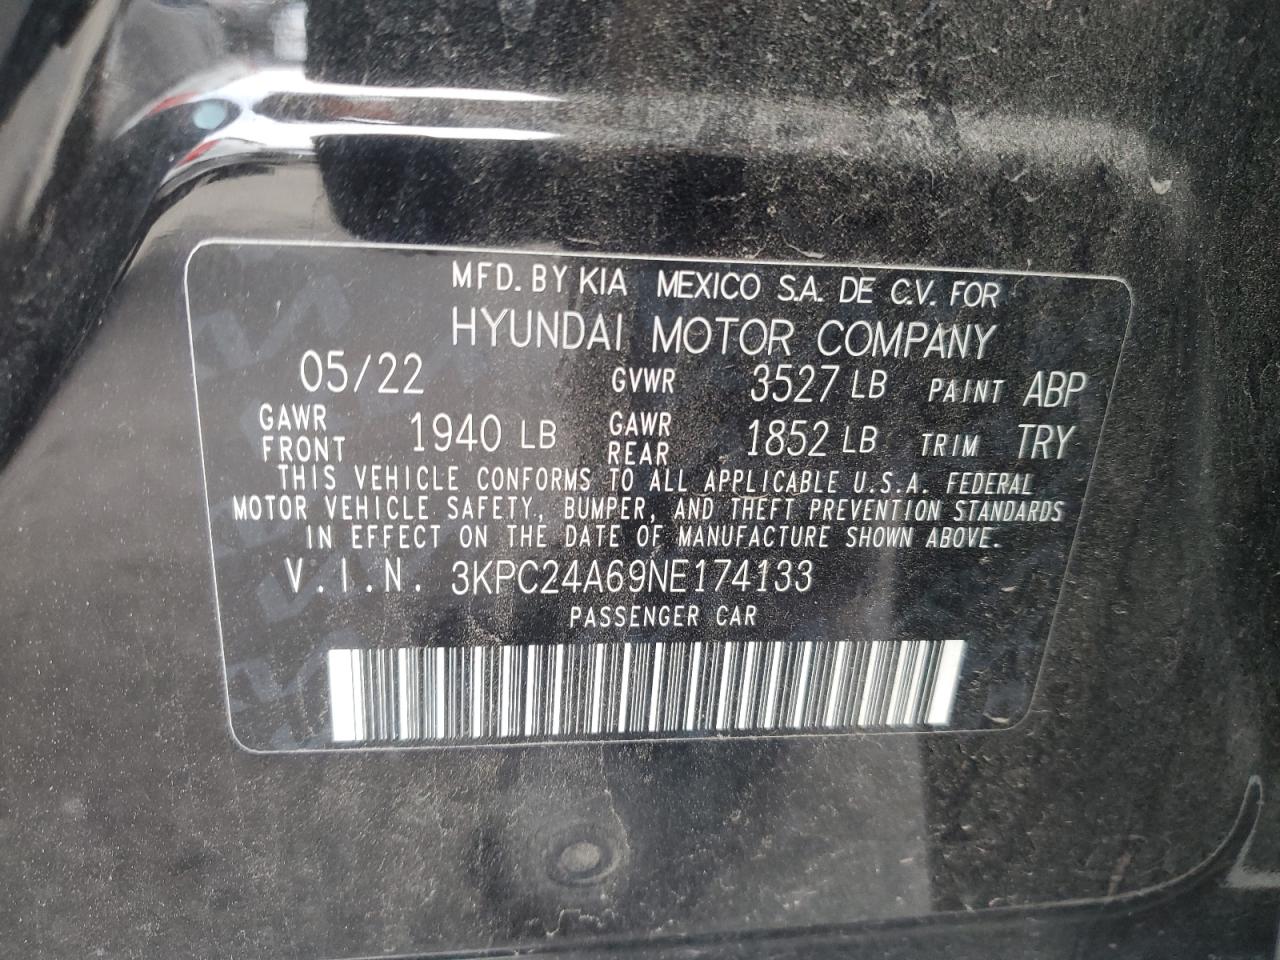 MFD. BY KIA MEXICO S.A. DE C.V. FOR
HYUNDAI MOTOR COMPANY
05/22 GVWR 3527 LB PAINT ABP
GAWR FRONT 1940 LB GAWR REAR 1852 LB TRIM TRY
THIS VEHICLE CONFORMS TO ALL APPLICABLE U.S.A. FEDERAL
MOTOR VEHICLE SAFETY, BUMPER, AND THEFT PREVENTION STANDARDS
IN EFFECT ON THE DATE OF MANUFACTURE SHOWN ABOVE.
V.I.N. 3KPC24A69NE174133
PASSENGER CAR